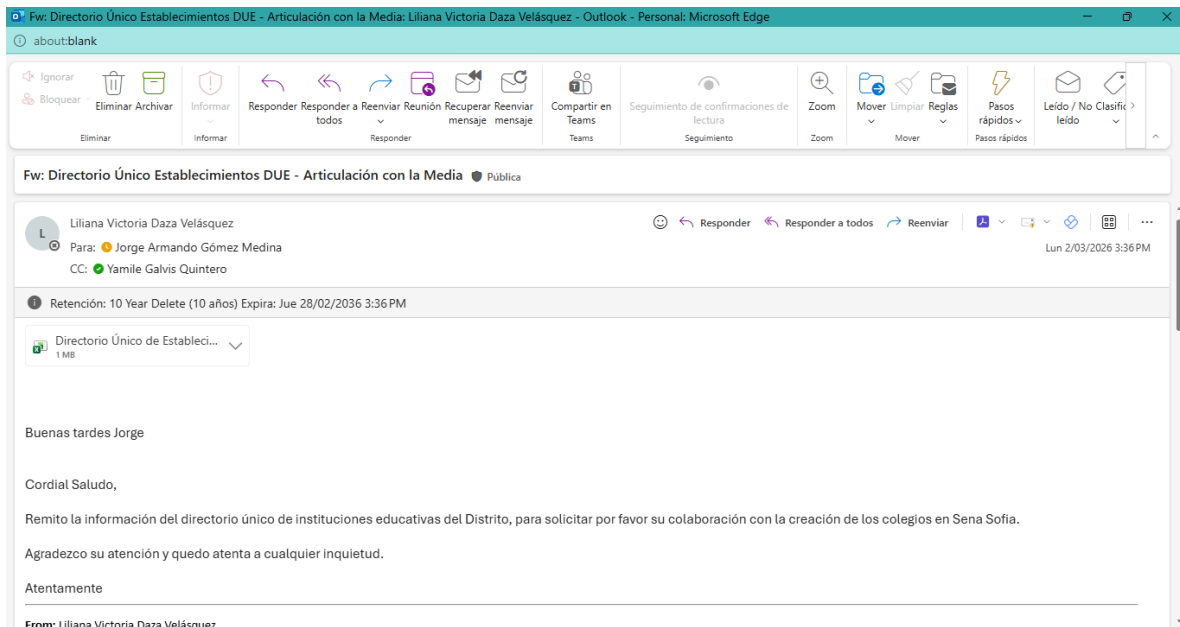 Fw: Directorio Único Establecimientos DUE - Articulación con la Media: Liliana Victoria Daza Velásquez - Outlook - Personal: Microsoft Edge
about:blank
Ignorar
Bloquear
Eliminar Archivar
Informar
Responder Responder a todos Reenviar Reunión Recuperar mensaje Reenviar mensaje
Compartir en Teams
Seguimiento de confirmaciones de lectura
Zoom
Mover Limpiar Reglas
Pasos rápidos
Leído / No leído
Clasific
Eliminar Informar Responder Teams Seguimiento Zoom Mover Pasos rápidos
Fw: Directorio Único Establecimientos DUE - Articulación con la Media Pública
L
Liliana Victoria Daza Velásquez
Responder Responder a todos Reenviar
Para: Jorge Armando Gómez Medina
Lun 2/03/2026 3:36 PM
CC: Yamile Galvis Quintero
Retención: 10 Year Delete (10 años) Expira: Jue 28/02/2036 3:36 PM
Directorio Único de Estableci...
1 MB
Buenas tardes Jorge
Cordial Saludo,
Remito la información del directorio único de instituciones educativas del Distrito, para solicitar por favor su colaboración con la creación de los colegios en Sena Sofia.
Agradezco su atención y quedo atenta a cualquier inquietud.
Atentamente
From: Liliana Victoria Daza Velásquez